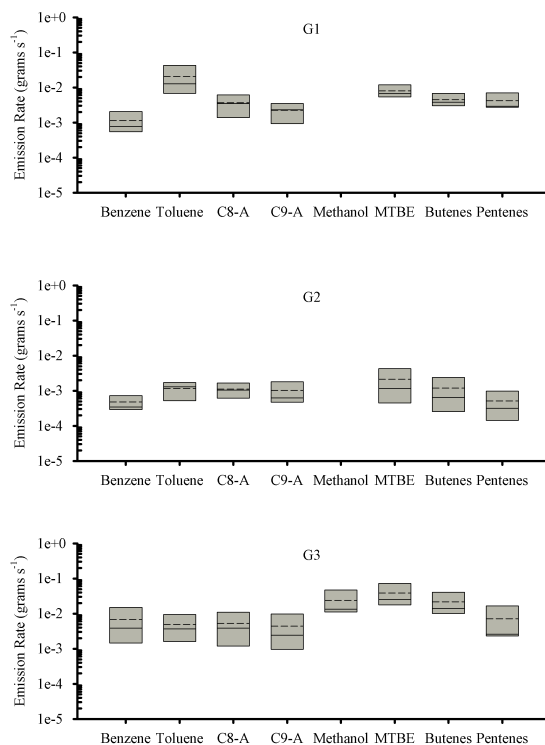 G1
Emission Rate (grams s⁻¹)
1e+0
1e-1
1e-2
1e-3
1e-4
1e-5
Benzene Toluene C8-A C9-A Methanol MTBE Butenes Pentenes
G2
Emission Rate (grams s⁻¹)
1e+0
1e-1
1e-2
1e-3
1e-4
1e-5
Benzene Toluene C8-A C9-A Methanol MTBE Butenes Pentenes
G3
Emission Rate (grams s⁻¹)
1e+0
1e-1
1e-2
1e-3
1e-4
1e-5
Benzene Toluene C8-A C9-A Methanol MTBE Butenes Pentenes